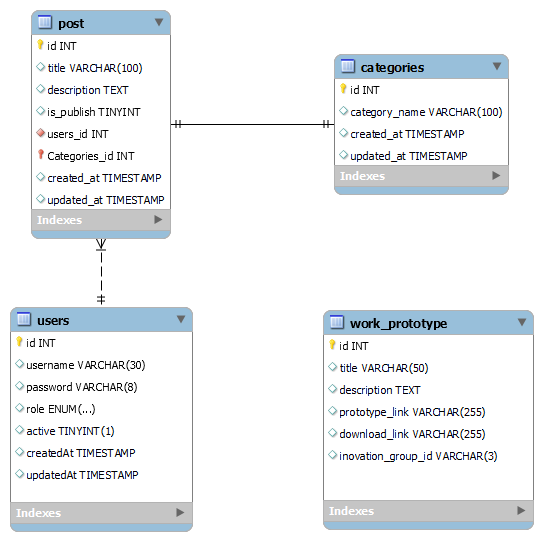 post
id INT
title VARCHAR(100)
description TEXT
is_publish TINYINT
users_id INT
Categories_id INT
created_at TIMESTAMP
updated_at TIMESTAMP
Indexes
categories
id INT
category_name VARCHAR(100)
created_at TIMESTAMP
updated_at TIMESTAMP
Indexes
users
id INT
username VARCHAR(30)
password VARCHAR(8)
role ENUM(...)
active TINYINT(1)
createdAt TIMESTAMP
updatedAt TIMESTAMP
Indexes
work_prototype
id INT
title VARCHAR(50)
description TEXT
prototype_link VARCHAR(255)
download_link VARCHAR(255)
inovation_group_id VARCHAR(3)
Indexes